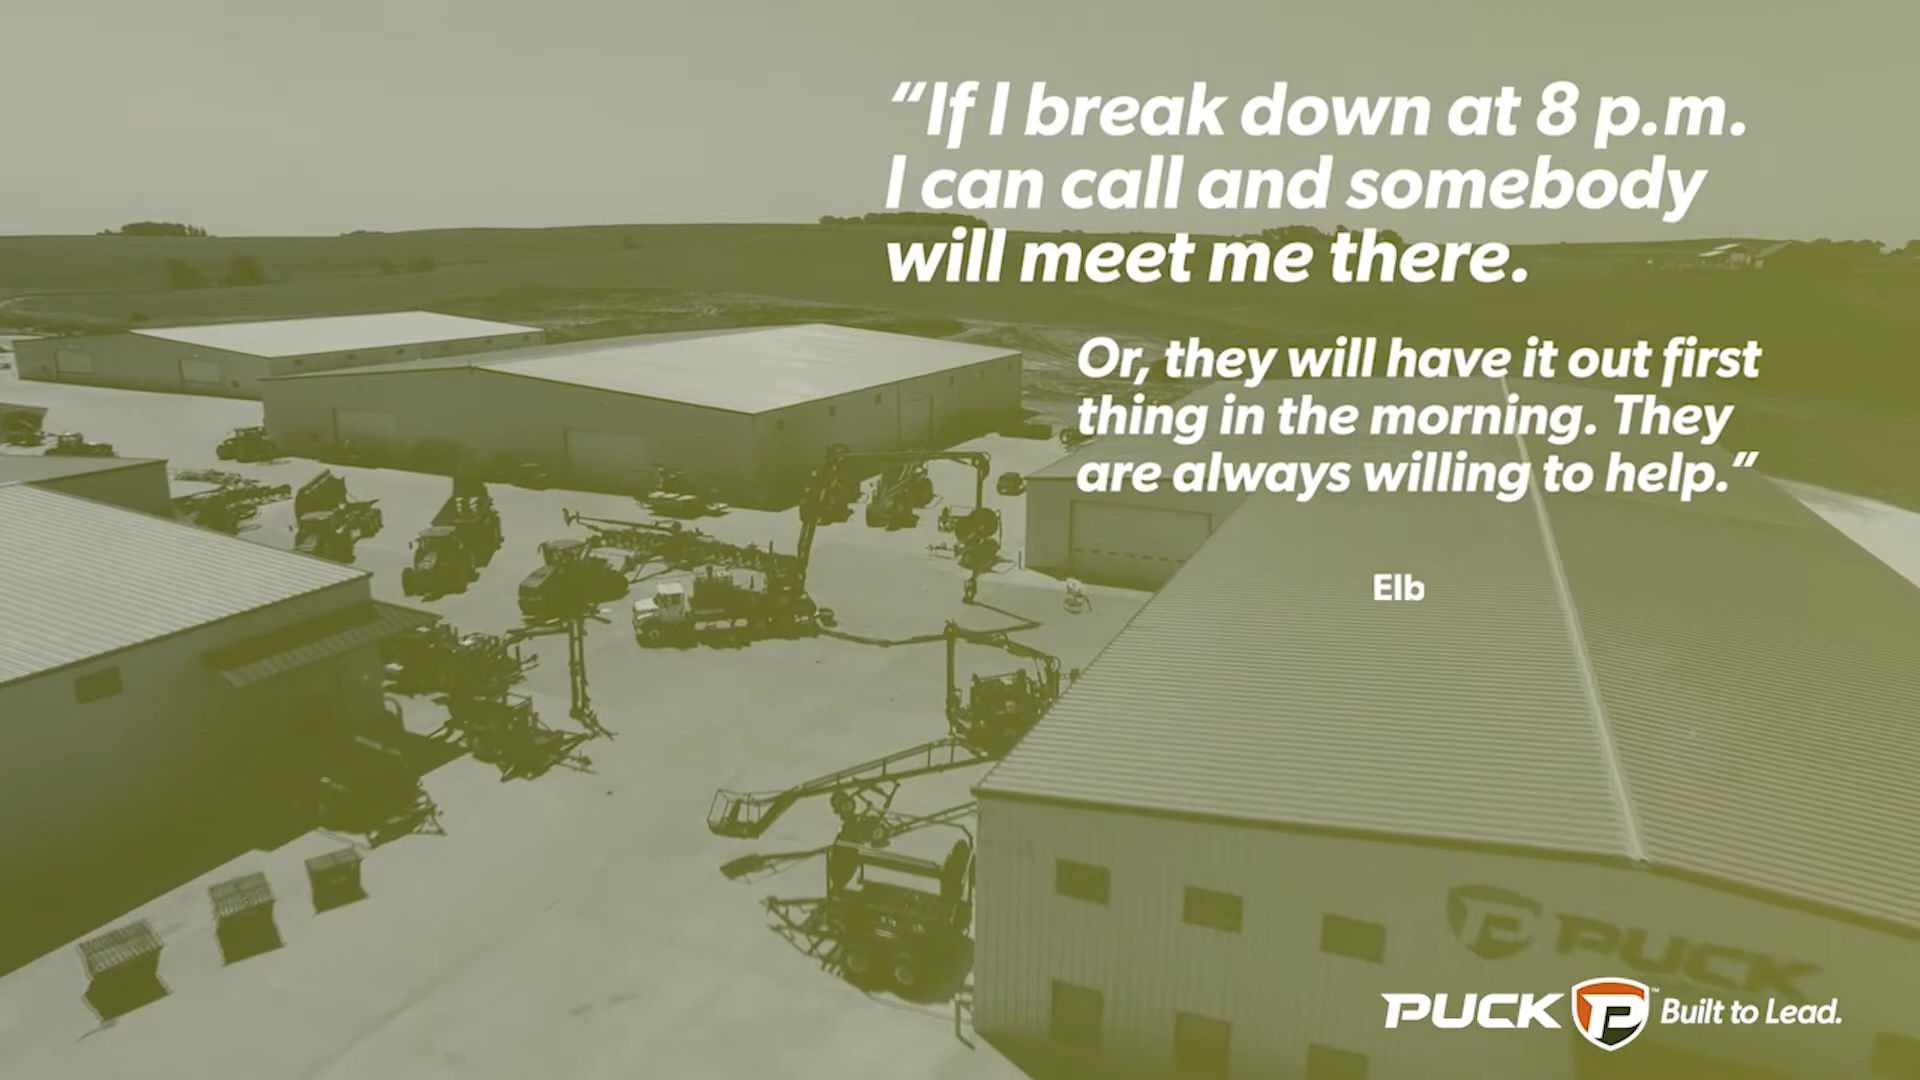 “If I break down at 8 p.m.
I can call and somebody
will meet me there.
Or, they will have it out first
thing in the morning. They
are always willing to help.”
Elb
PUCK
PUCK P™ Built to Lead.